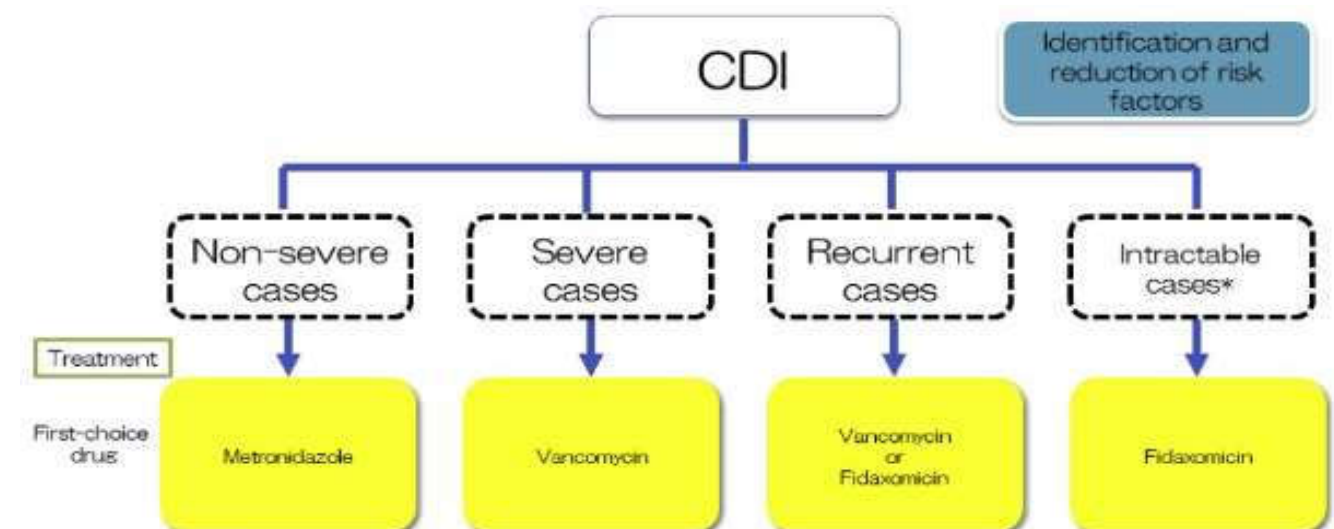 CDI
Identification and
reduction of risk
factors
Non-severe
cases
Severe
cases
Recurrent
cases
Intractable
cases*
Treatment
First-choice
drug
Metronidazole
Vancomycin
Vancomycin
or
Fidaxomicin
Fidaxomicin